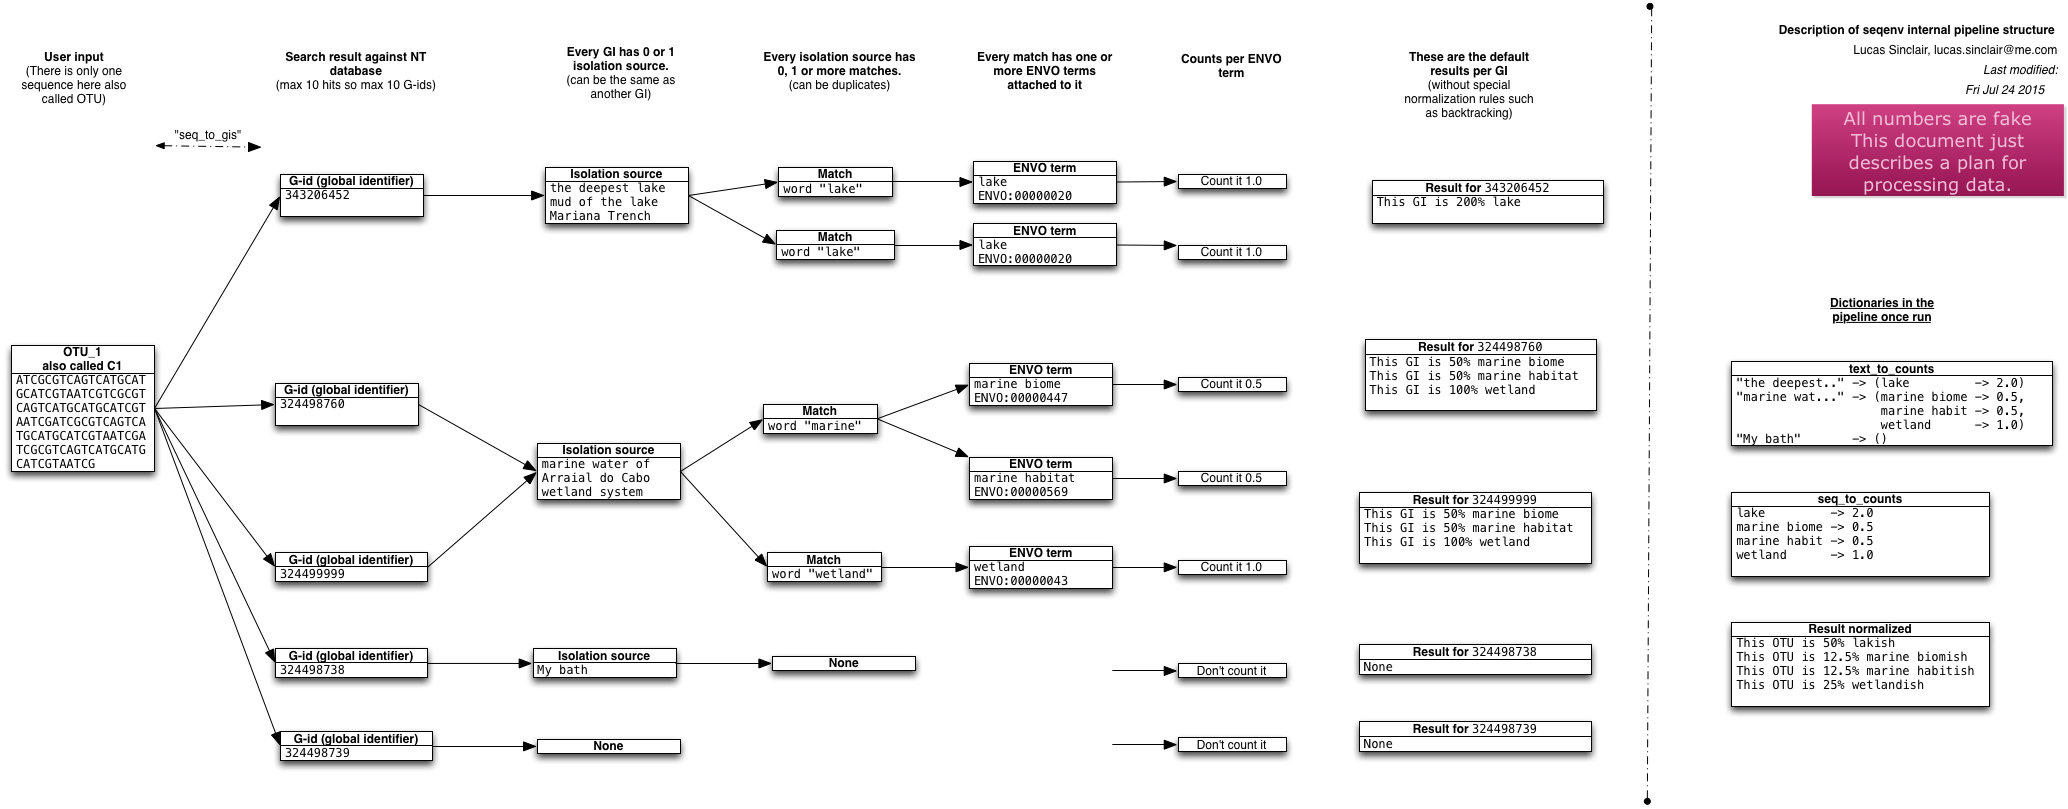 User input
(There is only one
sequence here also
called OTU)
Search result against NT
database
(max 10 hits so max 10 G-ids)
Every GI has 0 or 1
isolation source.
(can be the same as
another GI)
Every isolation source has
0, 1 or more matches.
(can be duplicates)
Every match has one or
more ENVO terms
attached to it
Counts per ENVO
term
These are the default
results per GI
(without special
normalization rules such
as backtracking)
Description of seqenv internal pipeline structure
Lucas Sinclair, lucas.sinclair@me.com
Last modified:
Fri Jul 24 2015
All numbers are fake
This document just
describes a plan for
processing data.
"seq_to_gis"
OTU_1
also called C1
ATCGCGTCAGTCATGCAT
GCATCGTAATCGTCGCGT
CAGTCATGCATGCATCGT
AATCGATCGCGTCAGTCA
TGCATGCATCGTAATCGA
TCGCGTCAGTCATGCATG
CATCGTAATCG
G-id (global identifier)
343206452
Isolation source
the deepest lake
mud of the lake
Mariana Trench
Match
word "lake"
ENVO term
lake
ENVO:00000020
Count it 1.0
Match
word "lake"
ENVO term
lake
ENVO:00000020
Count it 1.0
Result for 343206452
This GI is 200% lake
G-id (global identifier)
324498760
G-id (global identifier)
324499999
Isolation source
marine water of
Arraial do Cabo
wetland system
Match
word "marine"
ENVO term
marine biome
ENVO:00000447
Count it 0.5
ENVO term
marine habitat
ENVO:00000569
Count it 0.5
Match
word "wetland"
ENVO term
wetland
ENVO:00000043
Count it 1.0
Result for 324498760
This GI is 50% marine biome
This GI is 50% marine habitat
This GI is 100% wetland
Result for 324499999
This GI is 50% marine biome
This GI is 50% marine habitat
This GI is 100% wetland
G-id (global identifier)
324498738
Isolation source
My bath
None
Don't count it
Result for 324498738
None
G-id (global identifier)
324498739
None
Don't count it
Result for 324498739
None
Dictionaries in the
pipeline once run
text_to_counts
"the deepest.." –> (lake –> 2.0)
"marine wat..." –> (marine biome –> 0.5,
marine habit –> 0.5,
wetland –> 1.0)
"My bath" –> ()
seq_to_counts
lake –> 2.0
marine biome –> 0.5
marine habit –> 0.5
wetland –> 1.0
Result normalized
This OTU is 50% lakish
This OTU is 12.5% marine biomish
This OTU is 12.5% marine habitish
This OTU is 25% wetlandish